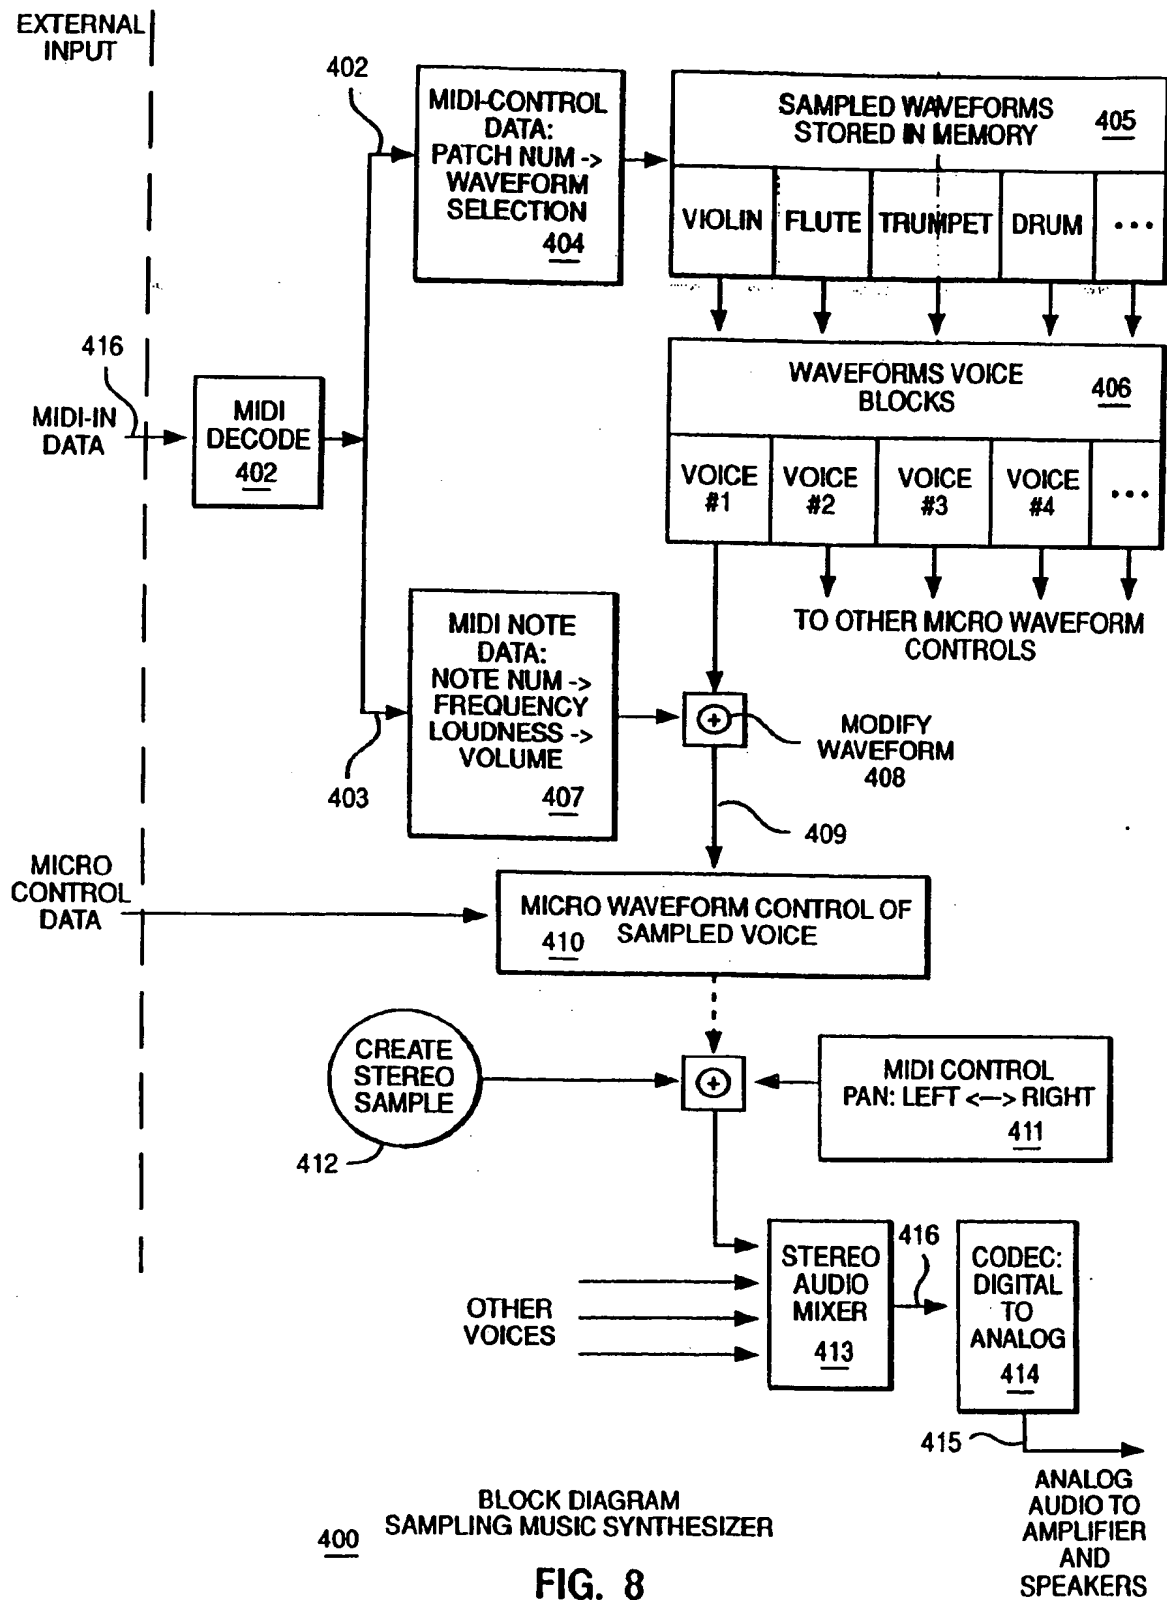 EXTERNAL
INPUT
402
MIDI-CONTROL
DATA:
PATCH NUM ->
WAVEFORM
SELECTION
404
SAMPLED WAVEFORMS
STORED IN MEMORY
405
VIOLIN
FLUTE
TRUMPET
DRUM
...
416
MIDI-IN
DATA
MIDI
DECODE
402
WAVEFORMS VOICE
BLOCKS
406
VOICE
#1
VOICE
#2
VOICE
#3
VOICE
#4
...
TO OTHER MICRO WAVEFORM
CONTROLS
MIDI NOTE
DATA:
NOTE NUM ->
FREQUENCY
LOUDNESS ->
VOLUME
407
403
+
MODIFY
WAVEFORM
408
409
MICRO
CONTROL
DATA
MICRO WAVEFORM CONTROL OF
SAMPLED VOICE
410
CREATE
STEREO
SAMPLE
412
+
MIDI CONTROL
PAN: LEFT <--> RIGHT
411
OTHER
VOICES
STEREO
AUDIO
MIXER
413
416
CODEC:
DIGITAL
TO
ANALOG
414
415
ANALOG
AUDIO TO
AMPLIFIER
AND
SPEAKERS
BLOCK DIAGRAM
SAMPLING MUSIC SYNTHESIZER
400
FIG. 8